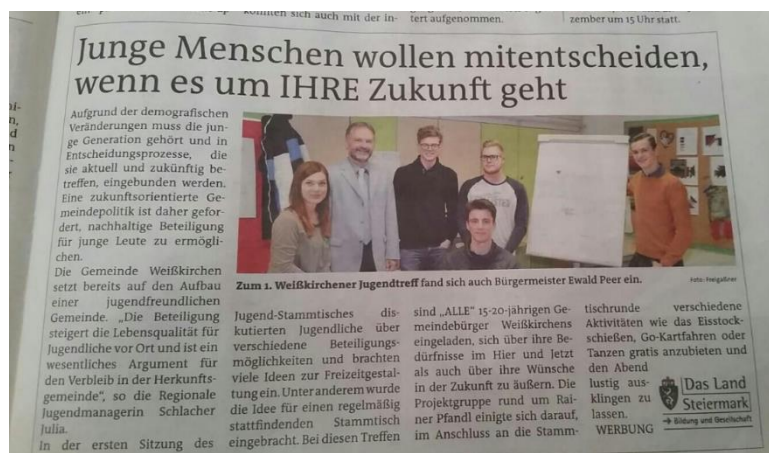 konnten sich auch mit der in-
tert aufgenommen.
zember um 15 Uhr statt.
Junge Menschen wollen mitentscheiden,
wenn es um IHRE Zukunft geht
Aufgrund der demografischen
Veränderungen muss die jun-
ge Generation gehört und in
Entscheidungsprozesse, die
sie aktuell und zukünftig be-
treffen, eingebunden werden.
Eine zukunftsorientierte Ge-
meindepolitik ist daher gefor-
dert, nachhaltige Beteiligung
für junge Leute zu ermögli-
chen.
Die Gemeinde Weißkirchen
setzt bereits auf den Aufbau
einer jugendfreundlichen
Gemeinde. „Die Beteiligung
steigert die Lebensqualität für
Jugendliche vor Ort und ist ein
wesentliches Argument für
den Verbleib in der Herkunfts-
gemeinde“, so die Regionale
Jugendmanagerin Schlacher
Julia.
In der ersten Sitzung des
Zum 1. Weißkirchener Jugendtreff fand sich auch Bürgermeister Ewald Peer ein.
Foto: Freigaßner
Jugend-Stammtisches dis-
kutierten Jugendliche über
verschiedene Beteiligungs-
möglichkeiten und brachten
viele Ideen zur Freizeitgestal-
tung ein. Unter anderem wurde
die Idee für einen regelmäßig
stattfindenden Stammtisch
eingebracht. Bei diesen Treffen
sind „ALLE“ 15-20-jährigen Ge-
meindebürger Weißkirchens
eingeladen, sich über ihre Be-
dürfnisse im Hier und Jetzt
als auch über ihre Wünsche
in der Zukunft zu äußern. Die
Projektgruppe rund um Rai-
ner Pfandl einigte sich darauf,
im Anschluss an die Stamm-
tischrunde verschiedene
Aktivitäten wie das Eisstock-
schießen, Go-Kartfahren oder
Tanzen gratis anzubieten und
den Abend
lustig aus-
klingen zu
lassen.
WERBUNG
Das Land
Steiermark
→ Bildung und Gesellschaft